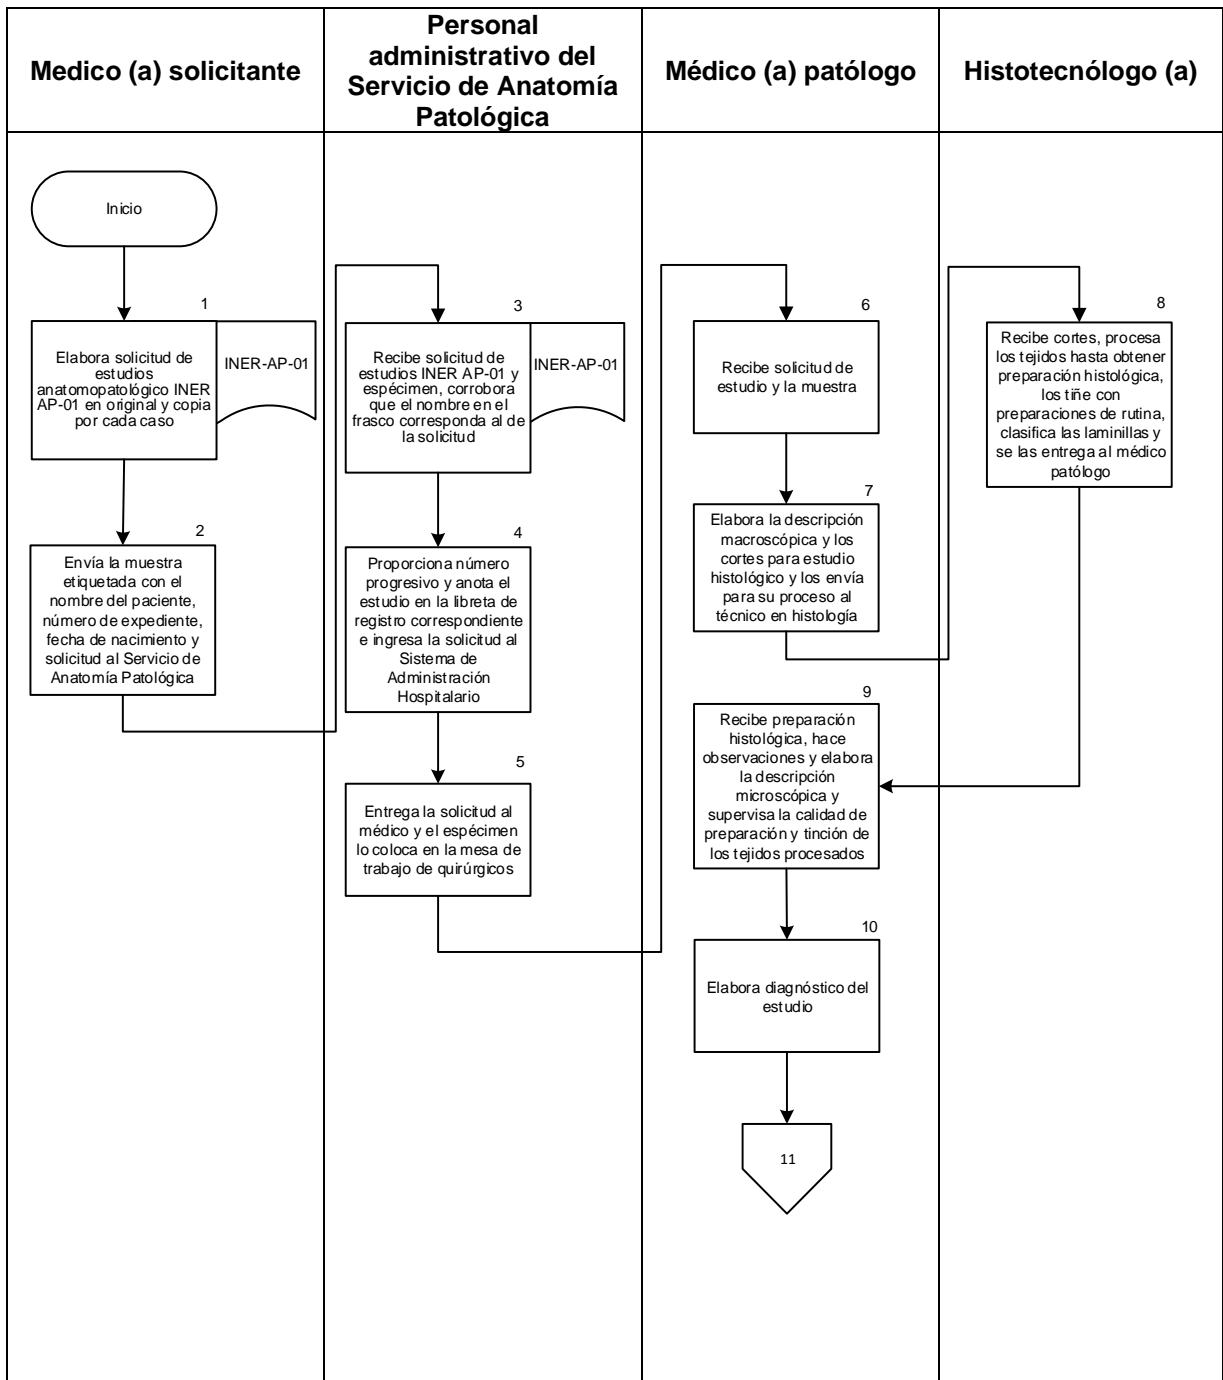 Medico (a) solicitante
Personal
administrativo del
Servicio de Anatomía
Patológica
Médico (a) patólogo
Histotecnólogo (a)
Inicio
1
Elabora solicitud de
estudios
anatomopatológico INER
AP-01 en original y copia
por cada caso
INER-AP-01
2
Envía la muestra
etiquetada con el
nombre del paciente,
número de expediente,
fecha de nacimiento y
solicitud al Servicio de
Anatomía Patológica
3
Recibe solicitud de
estudios INER AP-01 y
espécimen, corrobora
que el nombre en el
frasco corresponda al de
la solicitud
INER-AP-01
4
Proporciona número
progresivo y anota el
estudio en la libreta de
registro correspondiente
e ingresa la solicitud al
Sistema de
Administración
Hospitalario
5
Entrega la solicitud al
médico y el espécimen
lo coloca en la mesa de
trabajo de quirúrgicos
6
Recibe solicitud de
estudio y la muestra
7
Elabora la descripción
macroscópica y los
cortes para estudio
histológico y los envía
para su proceso al
técnico en histología
8
Recibe cortes, procesa
los tejidos hasta obtener
preparación histológica,
los tiñe con
preparaciones de rutina,
clasifica las laminillas y
se las entrega al médico
patólogo
9
Recibe preparación
histológica, hace
observaciones y elabora
la descripción
microscópica y
supervisa la calidad de
preparación y tinción de
los tejidos procesados
10
Elabora diagnóstico del
estudio
11